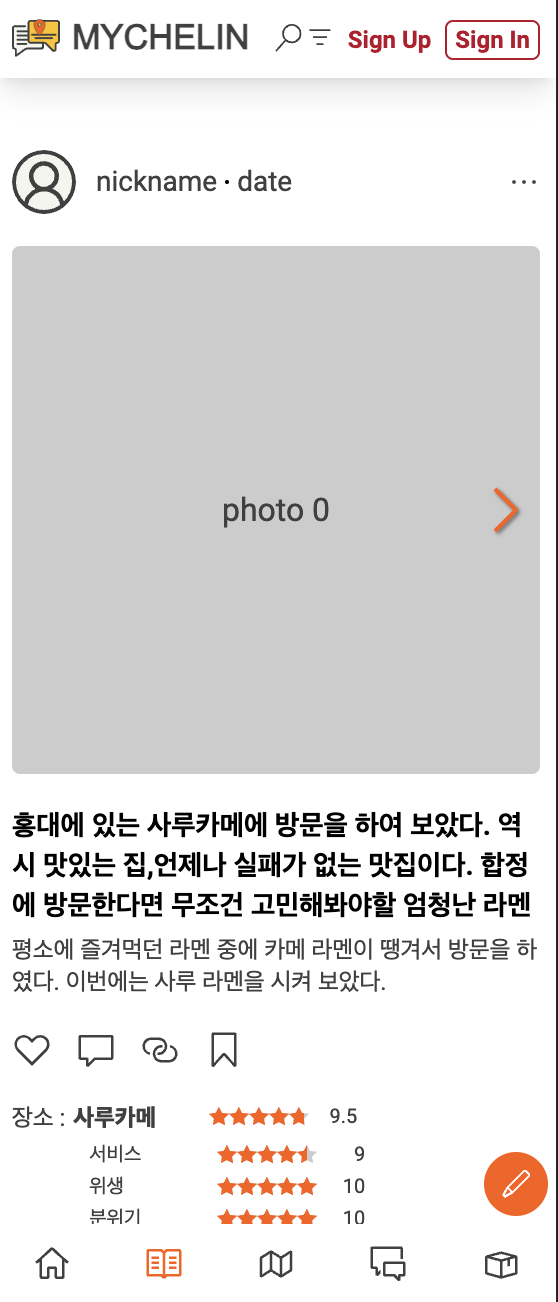 MYCHELIN Sign Up Sign In
nickname · date
photo 0
홍대에 있는 사루카메에 방문을 하여 보았다. 역
시 맛있는 집,언제나 실패가 없는 맛집이다. 합정
에 방문한다면 무조건 고민해봐야할 엄청난 라멘
평소에 즐겨먹던 라멘 중에 카메 라멘이 땡겨서 방문을 하
였다. 이번에는 사루 라멘을 시켜 보았다.
장소 : 사루카메 9.5
서비스 9
위생 10
분위기 10